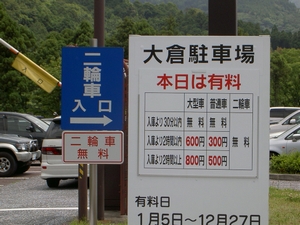 二輪車
入口
二輪車
無料
大倉駐車場
本日は有料
大型車 普通車 二輪車
入庫より30分以内 無料 無料 無料
入庫より2時間以内 600円 300円
入庫より2時間以上 800円 500円
有料日
1月5日〜12月27日